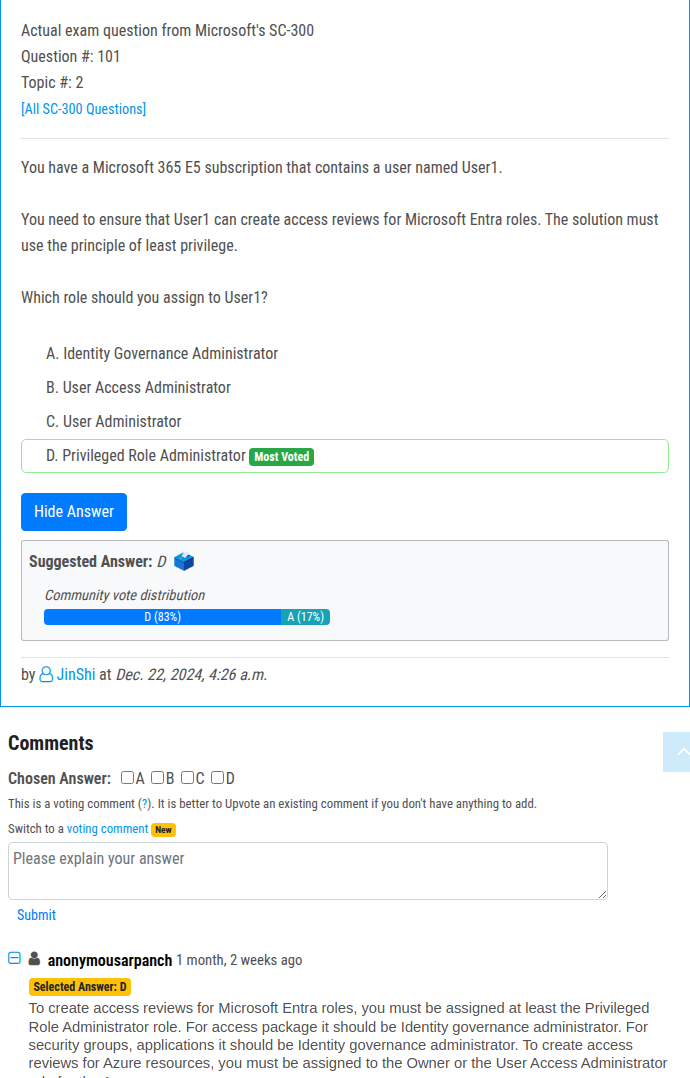 Actual exam question from Microsoft's SC-300
Question #: 101
Topic #: 2
[All SC-300 Questions]
You have a Microsoft 365 E5 subscription that contains a user named User1.
You need to ensure that User1 can create access reviews for Microsoft Entra roles. The solution must
use the principle of least privilege.
Which role should you assign to User1?
A. Identity Governance Administrator
B. User Access Administrator
C. User Administrator
D. Privileged Role Administrator Most Voted
Hide Answer
Suggested Answer: D
Community vote distribution
D (83%) A (17%)
by JinShi at Dec. 22, 2024, 4:26 a.m.
Comments
Chosen Answer: A B C D
This is a voting comment (?). It is better to Upvote an existing comment if you don't have anything to add.
Switch to a voting comment New
Please explain your answer
Submit
anonymousarpanch 1 month, 2 weeks ago
Selected Answer: D
To create access reviews for Microsoft Entra roles, you must be assigned at least the Privileged
Role Administrator role. For access package it should be Identity governance administrator. For
security groups, applications it should be Identity governance administrator. To create access
reviews for Azure resources, you must be assigned to the Owner or the User Access Administrator